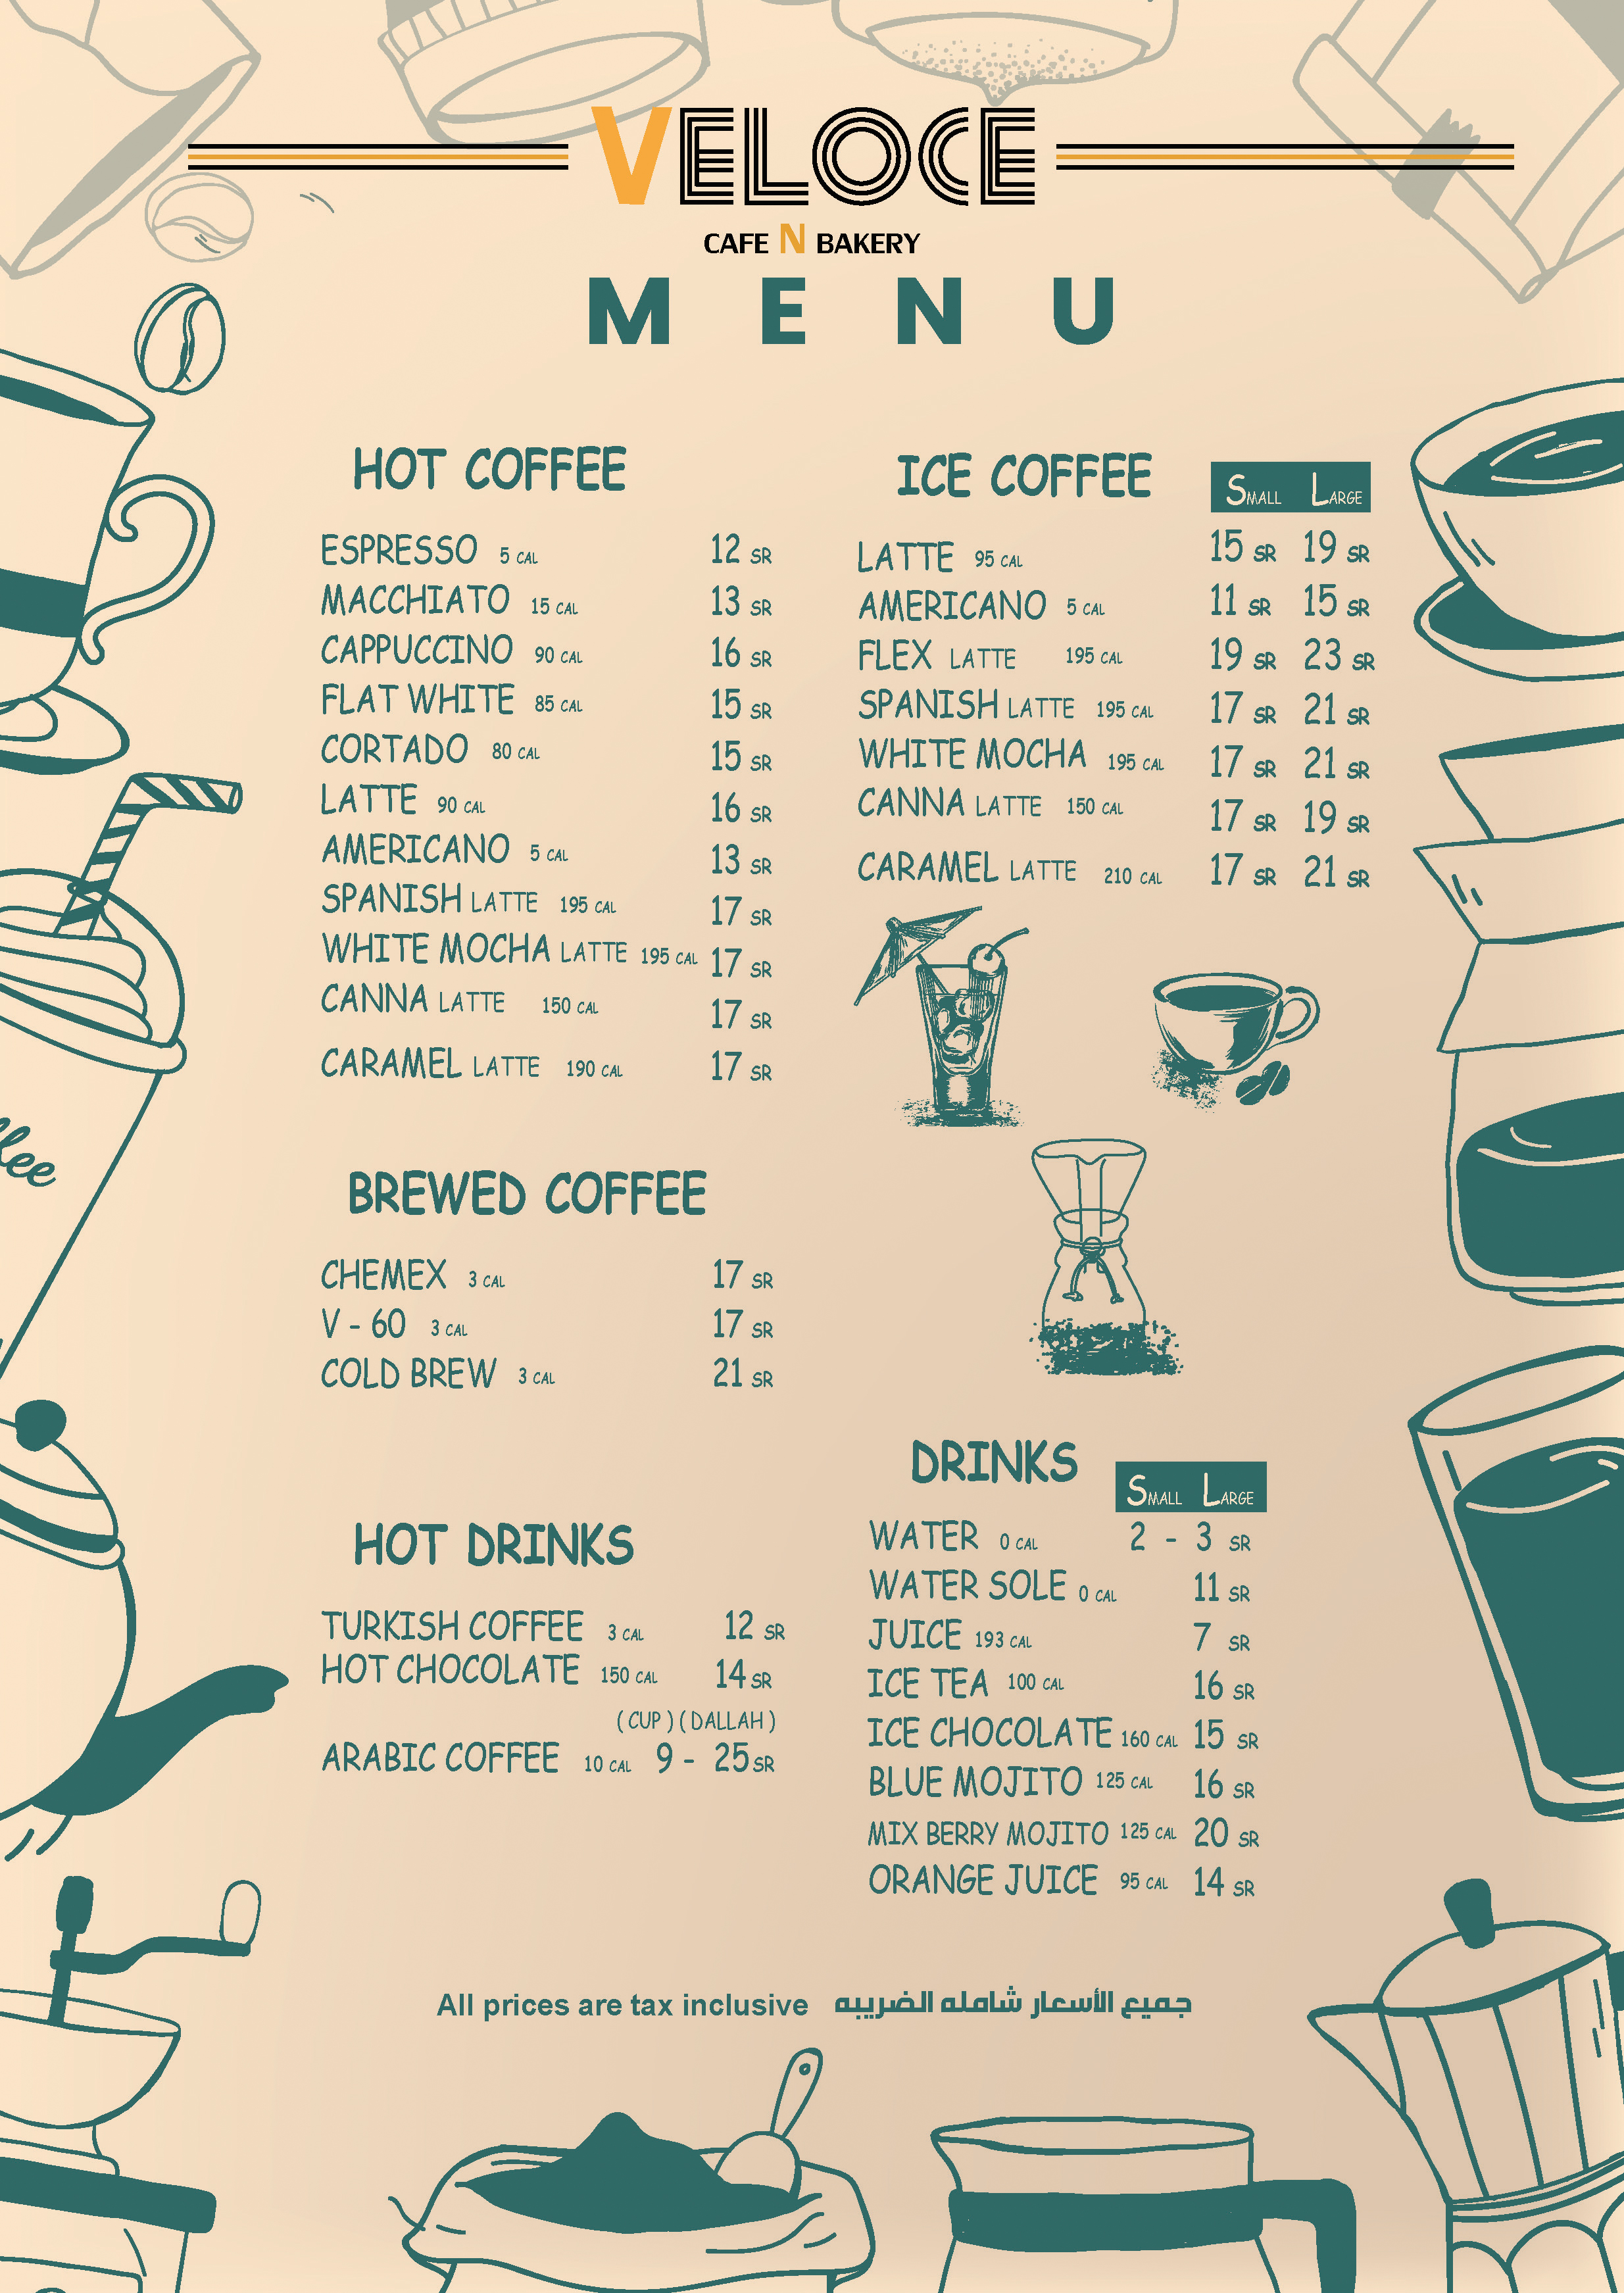 VELOCE
CAFE N BAKERY
MENU
HOT COFFEE
ESPRESSO 5 CAL 12 SR
MACCHIATO 15 CAL 13 SR
CAPPUCCINO 90 CAL 16 SR
FLAT WHITE 85 CAL 15 SR
CORTADO 80 CAL 15 SR
LATTE 90 CAL 16 SR
AMERICANO 5 CAL 13 SR
SPANISH LATTE 195 CAL 17 SR
WHITE MOCHA LATTE 195 CAL 17 SR
CANNA LATTE 150 CAL 17 SR
CARAMEL LATTE 190 CAL 17 SR
ICE COFFEE SMALL LARGE
LATTE 95 CAL 15 SR 19 SR
AMERICANO 5 CAL 11 SR 15 SR
FLEX LATTE 195 CAL 19 SR 23 SR
SPANISH LATTE 195 CAL 17 SR 21 SR
WHITE MOCHA 195 CAL 17 SR 21 SR
CANNA LATTE 150 CAL 17 SR 19 SR
CARAMEL LATTE 210 CAL 17 SR 21 SR
BREWED COFFEE
CHEMEX 3 CAL 17 SR
V - 60 3 CAL 17 SR
COLD BREW 3 CAL 21 SR
HOT DRINKS
TURKISH COFFEE 3 CAL 12 SR
HOT CHOCOLATE 150 CAL 14 SR
( CUP ) ( DALLAH )
ARABIC COFFEE 10 CAL 9 - 25 SR
DRINKS SMALL LARGE
WATER 0 CAL 2 - 3 SR
WATER SOLE 0 CAL 11 SR
JUICE 193 CAL 7 SR
ICE TEA 100 CAL 16 SR
ICE CHOCOLATE 160 CAL 15 SR
BLUE MOJITO 125 CAL 16 SR
MIX BERRY MOJITO 125 CAL 20 SR
ORANGE JUICE 95 CAL 14 SR
All prices are tax inclusive جميع الأسعار شامله الضريبه